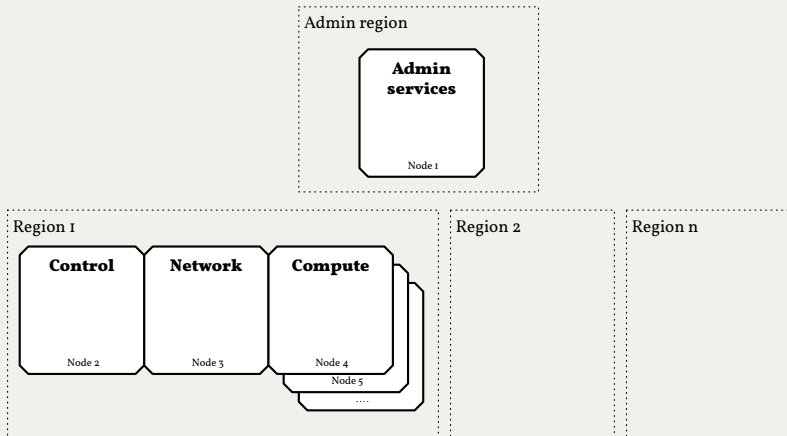 Admin region
Admin
services
Node 1
Region 1
Region 2
Region n
Control
Network
Compute
Node 2
Node 3
Node 4
Node 5
....